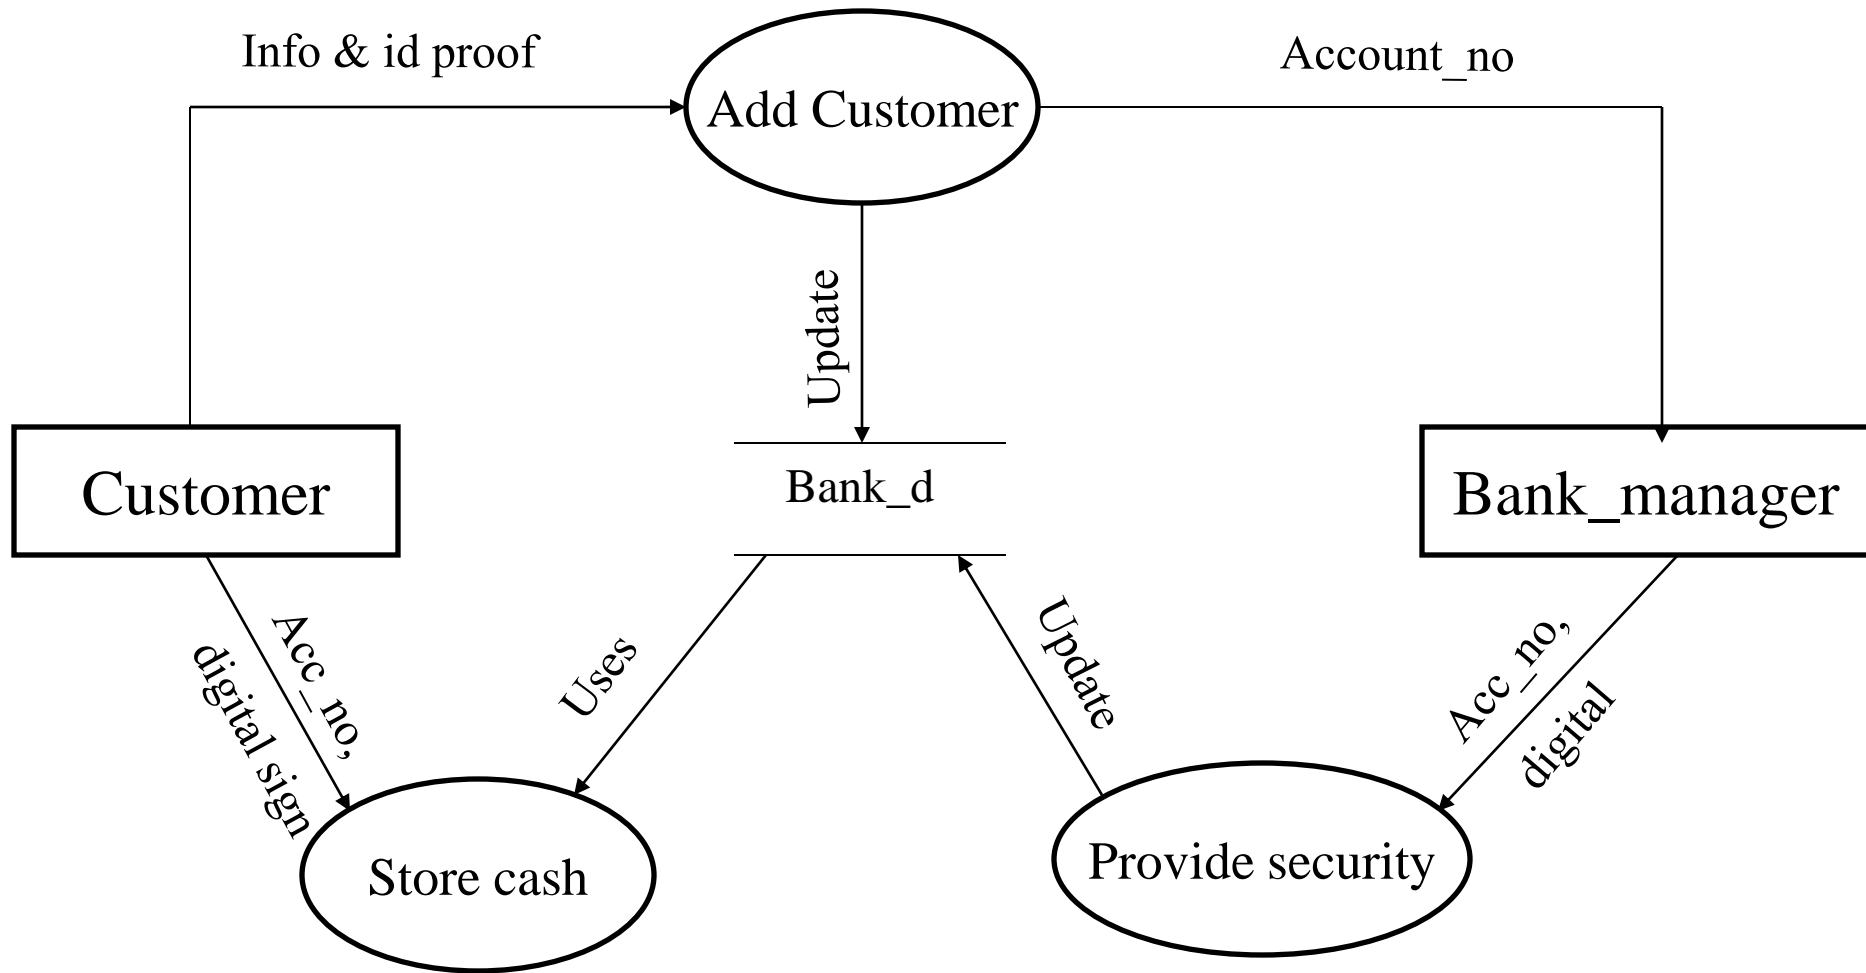 Info & id proof
Account_no
Add Customer
Update
Customer
Bank_d
Bank_manager
Acc_no,
digital sign
Uses
Update
Acc_no,
digital
Store cash
Provide security